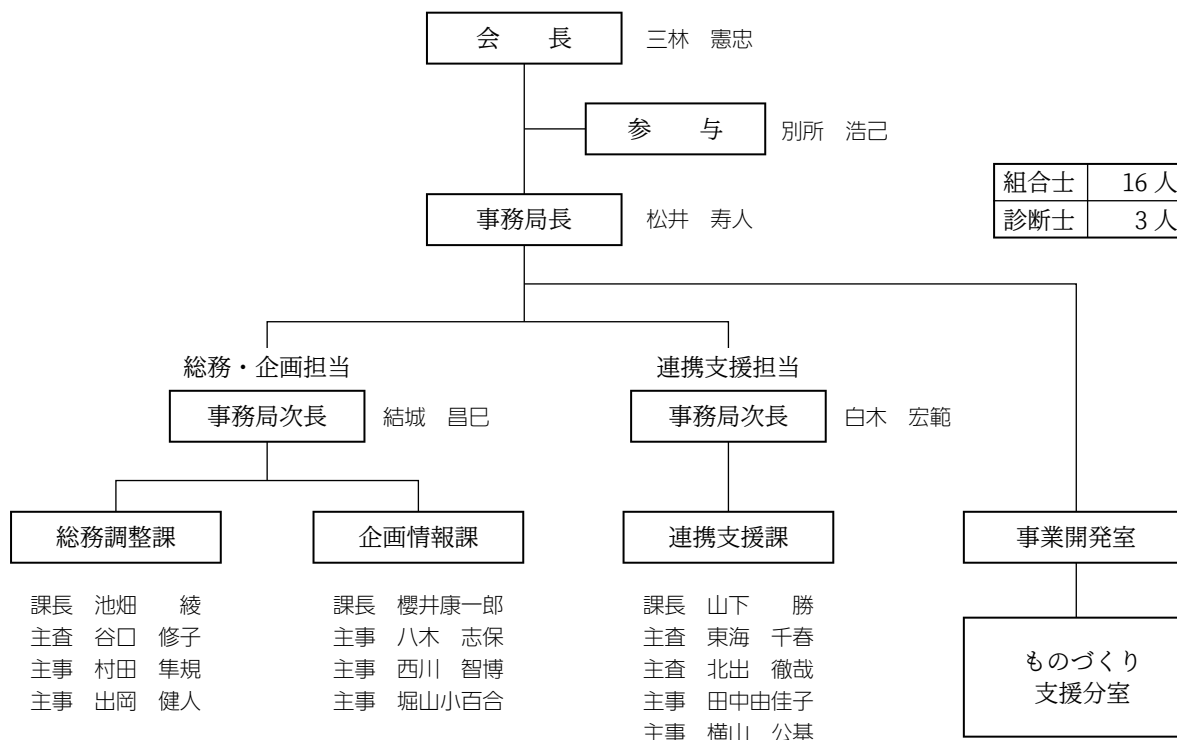 会　長　三林　憲忠
参　与　別所　浩己
組合士　16 人
診断士　3 人
事務局長　松井　寿人
総務・企画担当
事務局次長　結城　昌巳
連携支援担当
事務局次長　白木　宏範
総務調整課
課長　池畑　綾
主査　谷口　修子
主事　村田　隼規
主事　出岡　健人
企画情報課
課長　櫻井康一郎
主事　八木　志保
主事　西川　智博
主事　堀山小百合
連携支援課
課長　山下　勝
主査　東海　千春
主査　北出　徹哉
主事　田中由佳子
主事　横山　公基
事業開発室
ものづくり
支援分室